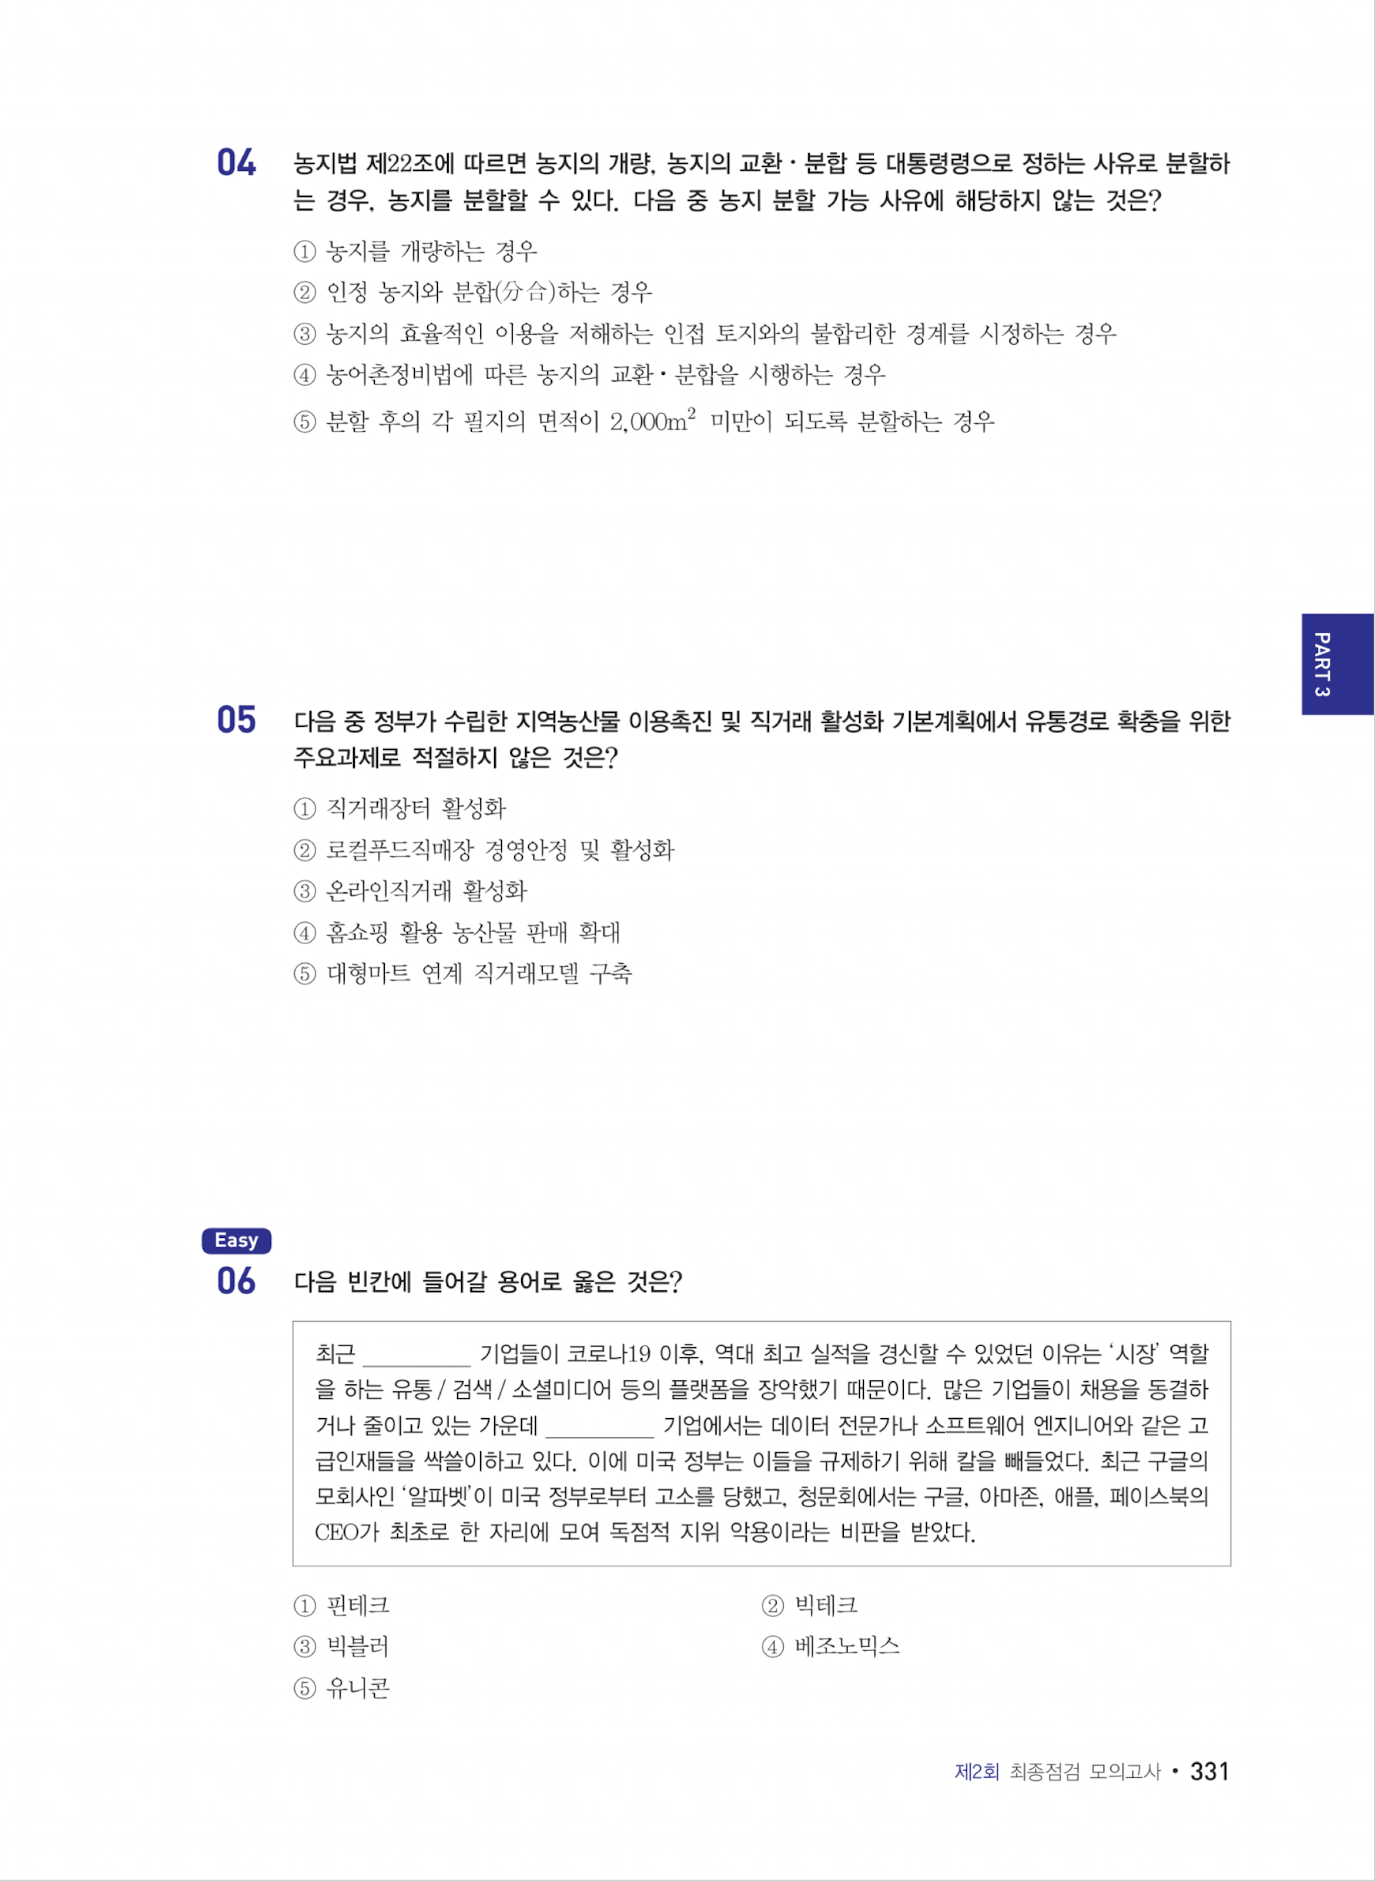 04 농지법 제22조에 따르면 농지의 개량, 농지의 교환・분합 등 대통령령으로 정하는 사유로 분할하
는 경우, 농지를 분할할 수 있다. 다음 중 농지 분할 가능 사유에 해당하지 않는 것은?
① 농지를 개량하는 경우
② 인정 농지와 분합(分合)하는 경우
③ 농지의 효율적인 이용을 저해하는 인접 토지와의 불합리한 경계를 시정하는 경우
④ 농어촌정비법에 따른 농지의 교환・분합을 시행하는 경우
⑤ 분할 후의 각 필지의 면적이 2,000m² 미만이 되도록 분할하는 경우
PART 3
05 다음 중 정부가 수립한 지역농산물 이용촉진 및 직거래 활성화 기본계획에서 유통경로 확충을 위한
주요과제로 적절하지 않은 것은?
① 직거래장터 활성화
② 로컬푸드직매장 경영안정 및 활성화
③ 온라인직거래 활성화
④ 홈쇼핑 활용 농산물 판매 확대
⑤ 대형마트 연계 직거래모델 구축
Easy
06 다음 빈칸에 들어갈 용어로 옳은 것은?
최근 __________ 기업들이 코로나19 이후, 역대 최고 실적을 경신할 수 있었던 이유는 ‘시장’ 역할
을 하는 유통 / 검색 / 소셜미디어 등의 플랫폼을 장악했기 때문이다. 많은 기업들이 채용을 동결하
거나 줄이고 있는 가운데 __________ 기업에서는 데이터 전문가나 소프트웨어 엔지니어와 같은 고
급인재들을 싹쓸이하고 있다. 이에 미국 정부는 이들을 규제하기 위해 칼을 빼들었다. 최근 구글의
모회사인 ‘알파벳’이 미국 정부로부터 고소를 당했고, 청문회에서는 구글, 아마존, 애플, 페이스북의
CEO가 최초로 한 자리에 모여 독점적 지위 악용이라는 비판을 받았다.
① 핀테크 ② 빅테크
③ 빅블러 ④ 베조노믹스
⑤ 유니콘
제2회 최종점검 모의고사 • 331